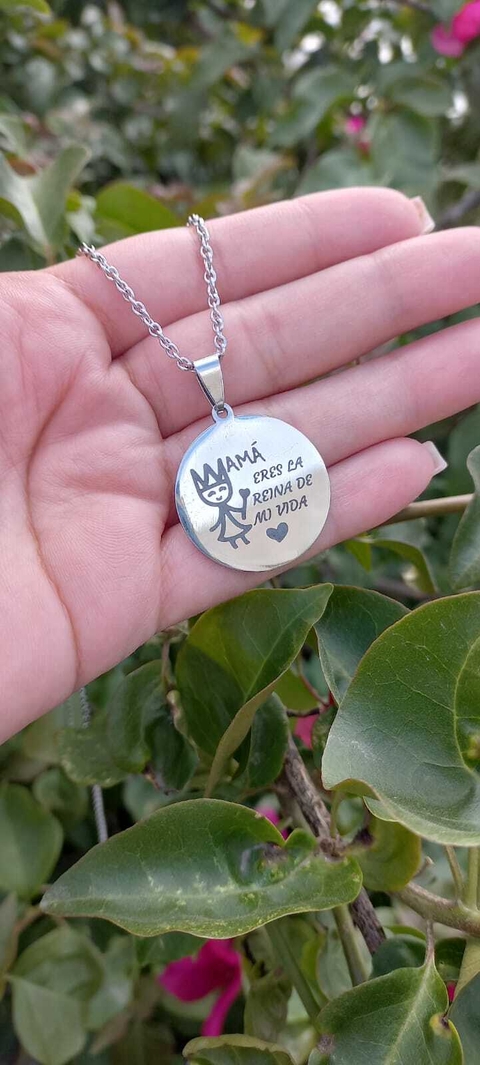 MAMÁ
ERES LA
REINA DE
MI VIDA